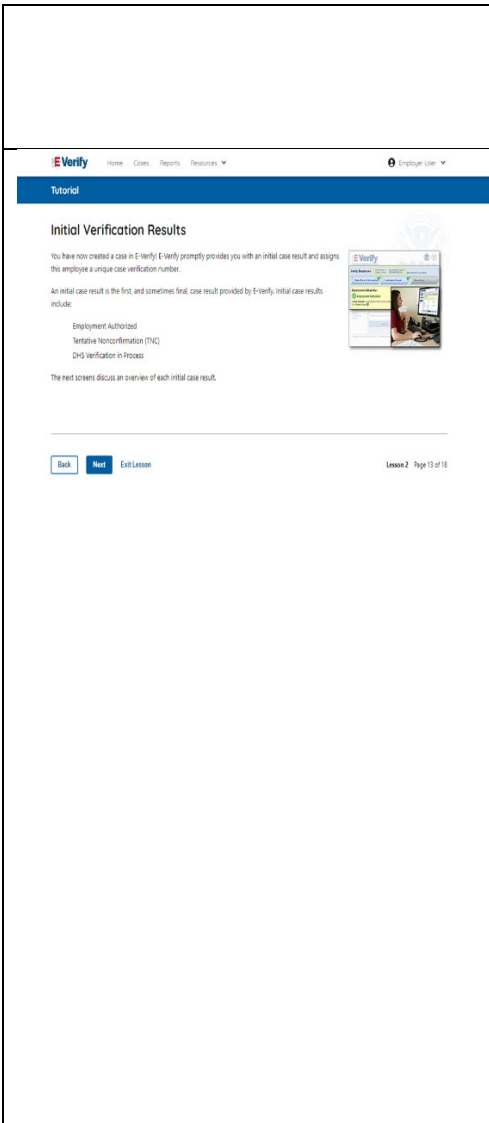 E-Verify Home Cases Reports Resources Employer User
Tutorial
Initial Verification Results
You have now created a case in E-Verify! E-Verify promptly provides you with an initial case result and assigns
this employee a unique case verification number.
An initial case result is the first, and sometimes final, case result provided by E-Verify. Initial case results
include:
Employment Authorized
Tentative Nonconfirmation (TNC)
DHS Verification in Process
The next screens discuss an overview of each initial case result.
E-Verify
Back Next Exit Lesson Lesson 2 Page 13 of 18